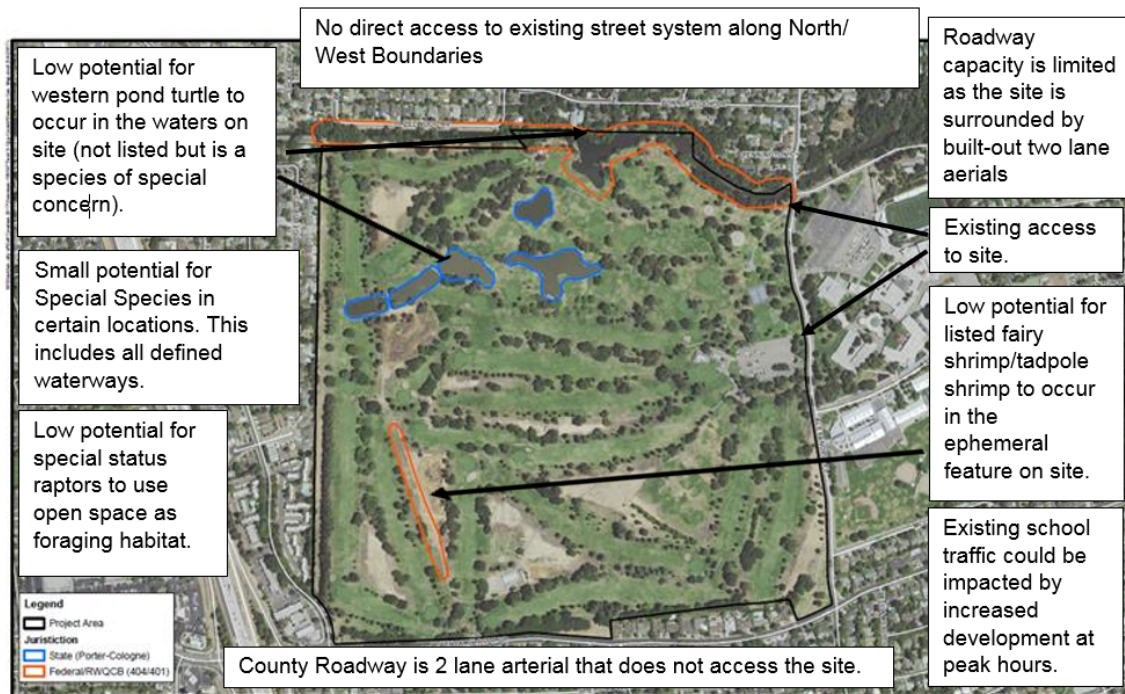 No direct access to existing street system along North/
West Boundaries
Low potential for
western pond turtle to
occur in the waters on
site (not listed but is a
species of special
concern).
Small potential for
Special Species in
certain locations. This
includes all defined
waterways.
Low potential for
special status
raptors to use
open space as
foraging habitat.
Roadway
capacity is limited
as the site is
surrounded by
built-out two lane
aerials
Existing access
to site.
Low potential for
listed fairy
shrimp/tadpole
shrimp to occur
in the
ephemeral
feature on site.
Existing school
traffic could be
impacted by
increased
development at
peak hours.
Legend
Project Area
Jurisdiction
State (Porter-Cologne)
Federal/RWQCB (404/401)
County Roadway is 2 lane arterial that does not access the site.